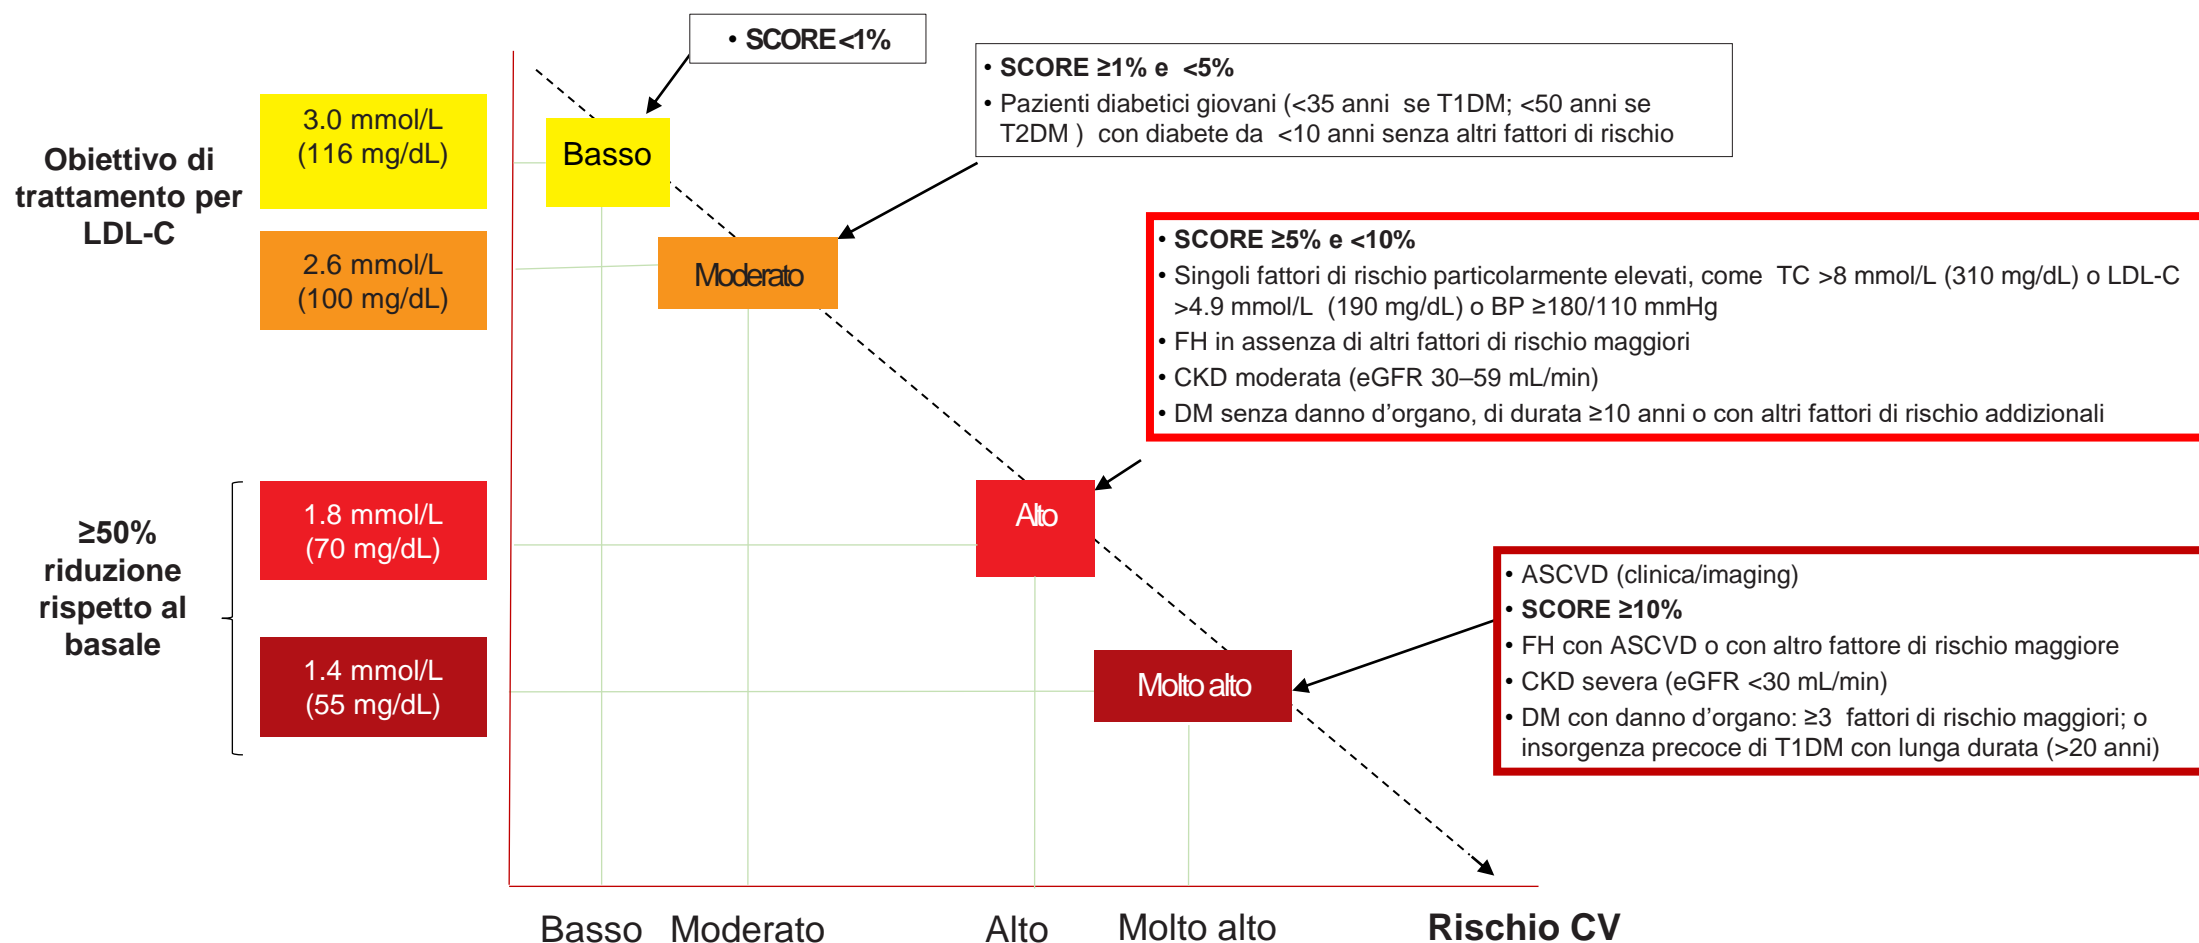 • SCORE <1%
• SCORE ≥1% e <5%
• Pazienti diabetici giovani (<35 anni se T1DM; <50 anni se
T2DM ) con diabete da <10 anni senza altri fattori di rischio
Obiettivo di
trattamento per
LDL-C
3.0 mmol/L
(116 mg/dL)
Basso
2.6 mmol/L
(100 mg/dL)
Moderato
• SCORE ≥5% e <10%
• Singoli fattori di rischio particolarmente elevati, come TC >8 mmol/L (310 mg/dL) o LDL-C
>4.9 mmol/L (190 mg/dL) o BP ≥180/110 mmHg
• FH in assenza di altri fattori di rischio maggiori
• CKD moderata (eGFR 30–59 mL/min)
• DM senza danno d’organo, di durata ≥10 anni o con altri fattori di rischio addizionali
≥50%
riduzione
rispetto al
basale
1.8 mmol/L
(70 mg/dL)
Alto
1.4 mmol/L
(55 mg/dL)
Molto alto
• ASCVD (clinica/imaging)
• SCORE ≥10%
• FH con ASCVD o con altro fattore di rischio maggiore
• CKD severa (eGFR <30 mL/min)
• DM con danno d’organo: ≥3 fattori di rischio maggiori; o
insorgenza precoce di T1DM con lunga durata (>20 anni)
Basso Moderato Alto Molto alto Rischio CV